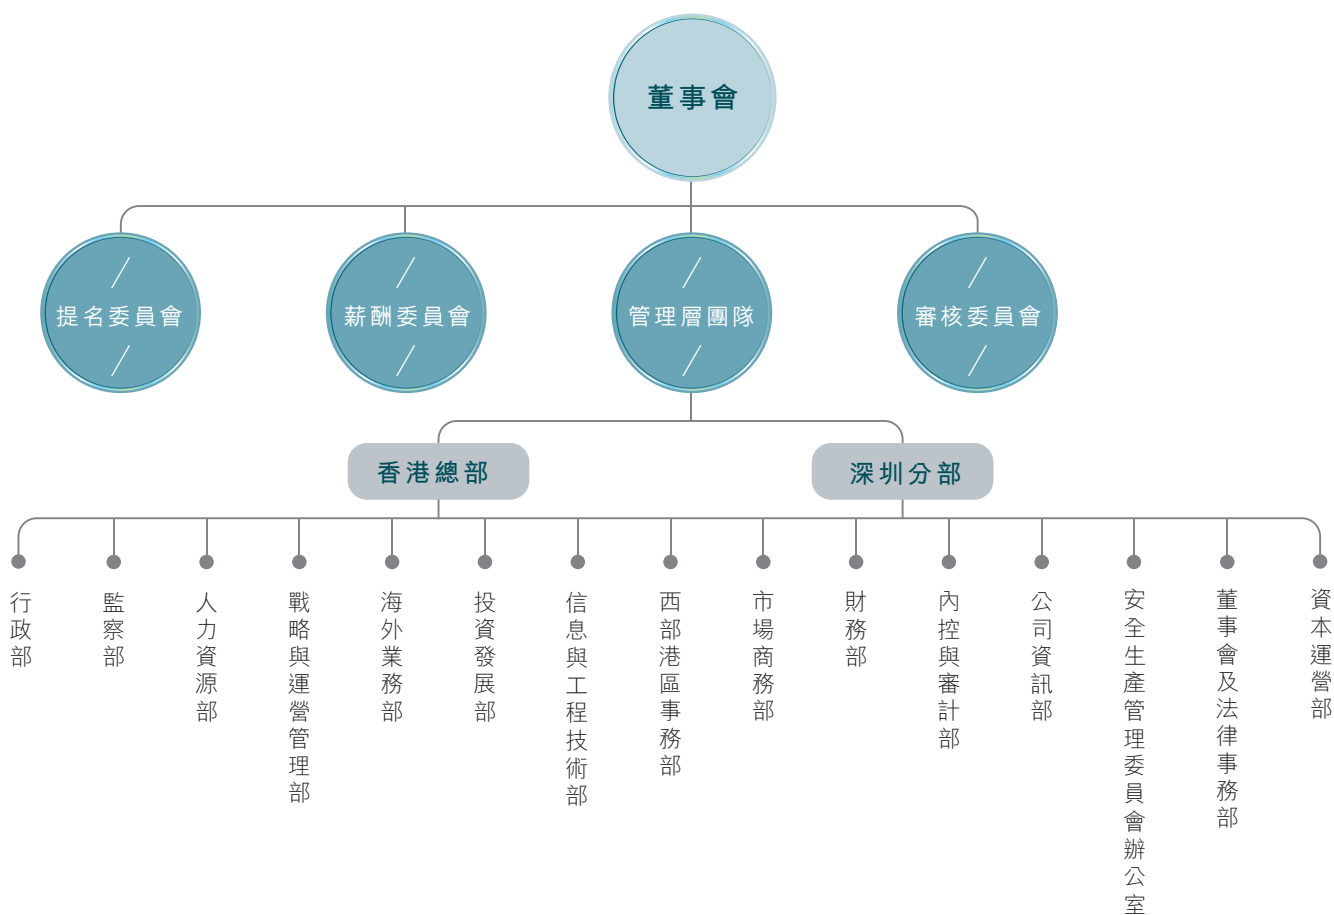 董事會
提名委員會
薪酬委員會
管理層團隊
審核委員會
香港總部
深圳分部
行政部
監察部
人力資源部
戰略與運營管理部
海外業務部
投資發展部
信息與工程技術部
西部港區事務部
市場商務部
財務部
內控與審計部
公司資訊部
安全生產管理委員會辦公室
董事會及法律事務部
資本運營部